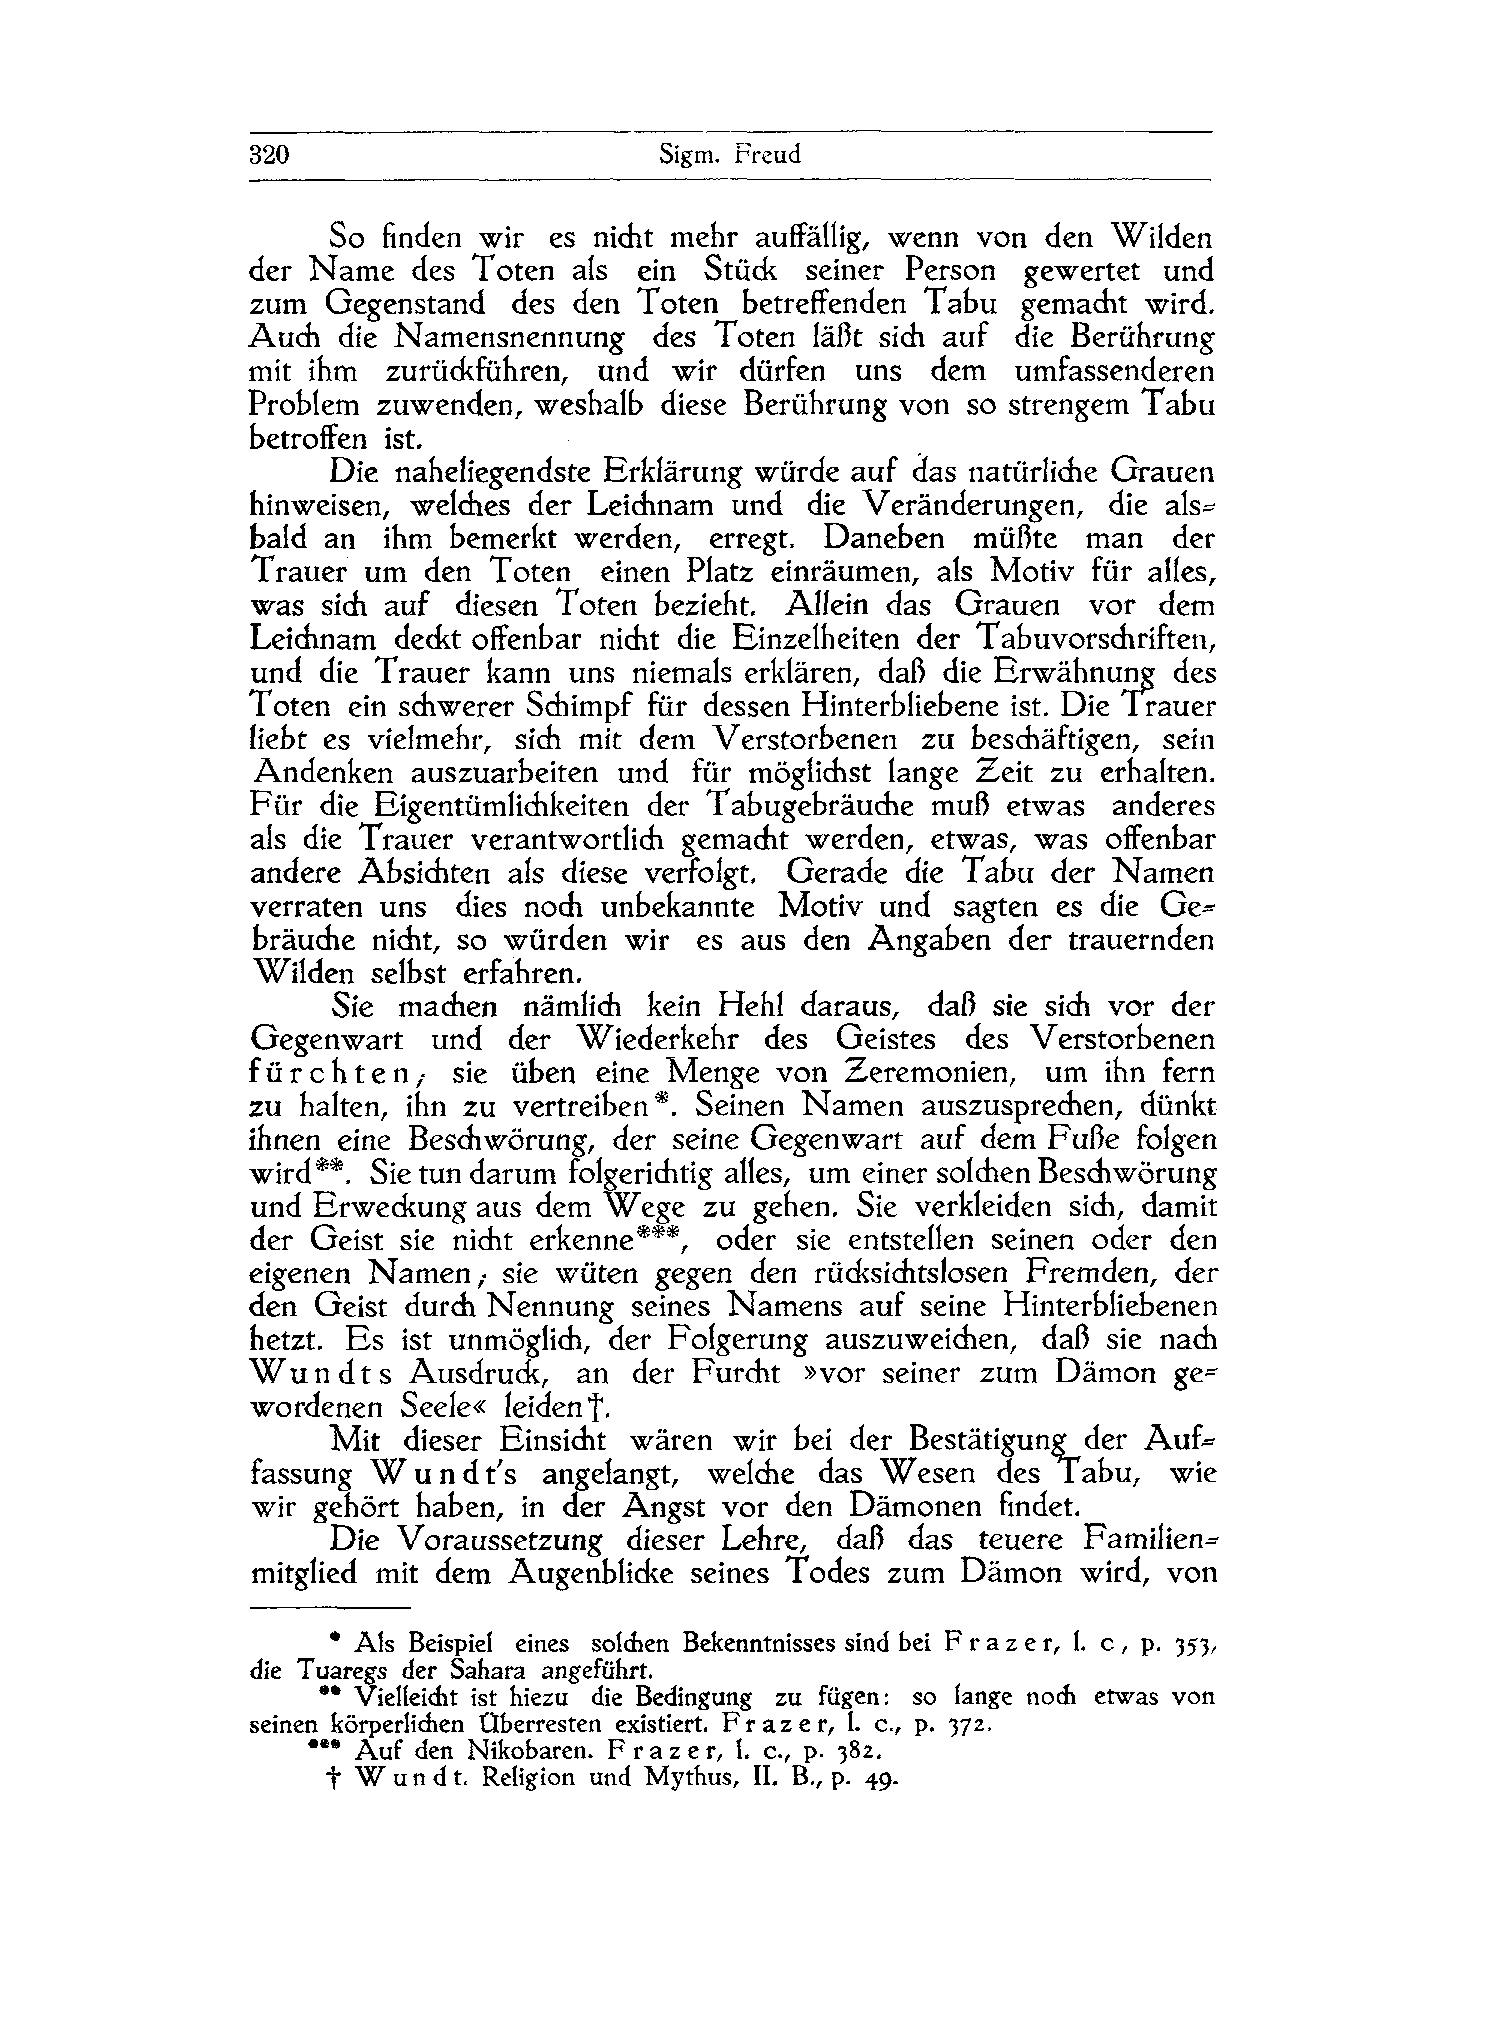 320 Sigm. Freud
So finden wir es nicht mehr auffällig, wenn von den Wilden
der Name des Toten als ein Stück seiner Person gewertet und
zum Gegenstand des den Toten betreffenden Tabu gemacht wird.
Auch die Namensnennung des Toten läßt sich auf die Berührung
mit ihm zurückführen, und wir dürfen uns dem umfassenderen
Problem zuwenden, weshalb diese Berührung von so strengem Tabu
betroffen ist.
Die naheliegendste Erklärung würde auf das natürliche Grauen
hinweisen, welches der Leichnam und die Veränderungen, die als-
bald an ihm bemerkt werden, erregt. Daneben müßte man der
Trauer um den Toten einen Platz einräumen, als Motiv für alles,
was sich auf diesen Toten bezieht. Allein das Grauen vor dem
Leichnam deckt offenbar nicht die Einzelheiten der Tabuvorschriften,
und die Trauer kann uns niemals erklären, daß die Erwähnung des
Toten ein schwerer Schimpf für dessen Hinterbliebene ist. Die Trauer
liebt es vielmehr, sich mit dem Verstorbenen zu beschäftigen, sein
Andenken auszuarbeiten und für möglichst lange Zeit zu erhalten.
Für die Eigentümlichkeiten der Tabugebräuche muß etwas anderes
als die Trauer verantwortlich gemacht werden, etwas, was offenbar
andere Absichten als diese verfolgt. Gerade die Tabu der Namen
verraten uns dies noch unbekannte Motiv und sagten es die Ge-
bräuche nicht, so würden wir es aus den Angaben der trauernden
Wilden selbst erfahren.
Sie machen nämlich kein Hehl daraus, daß sie sich vor der
Gegenwart und der Wiederkehr des Geistes des Verstorbenen
fürchten; sie üben eine Menge von Zeremonien, um ihn fern
zu halten, ihn zu vertreiben*. Seinen Namen auszusprechen, dünkt
ihnen eine Beschwörung, der seine Gegenwart auf dem Fuße folgen
wird**. Sie tun darum folgerichtig alles, um einer solchen Beschwörung
und Erweckung aus dem Wege zu gehen. Sie verkleiden sich, damit
der Geist sie nicht erkenne***, oder sie entstellen seinen oder den
eigenen Namen; sie wüten gegen den rücksichtslosen Fremden, der
den Geist durch Nennung seines Namens auf seine Hinterbliebenen
hetzt. Es ist unmöglich, der Folgerung auszuweichen, daß sie nach
Wundts Ausdruck, an der Furcht »vor seiner zum Dämon ge-
wordenen Seele« leiden†.
Mit dieser Einsicht wären wir bei der Bestätigung der Auf-
fassung Wundt's angelangt, welche das Wesen des Tabu, wie
wir gehört haben, in der Angst vor den Dämonen findet.
Die Voraussetzung dieser Lehre, daß das teuere Familien-
mitglied mit dem Augenblicke seines Todes zum Dämon wird, von
* Als Beispiel eines solchen Bekenntnisses sind bei Frazer, l. c, p. 353,
die Tuaregs der Sahara angeführt.
** Vielleicht ist hiezu die Bedingung zu fügen: so lange noch etwas von
seinen körperlichen Überresten existiert. Frazer, l. c., p. 372.
*** Auf den Nikobaren. Frazer, l. c., p. 382.
† Wundt. Religion und Mythus, II. B., p. 49.